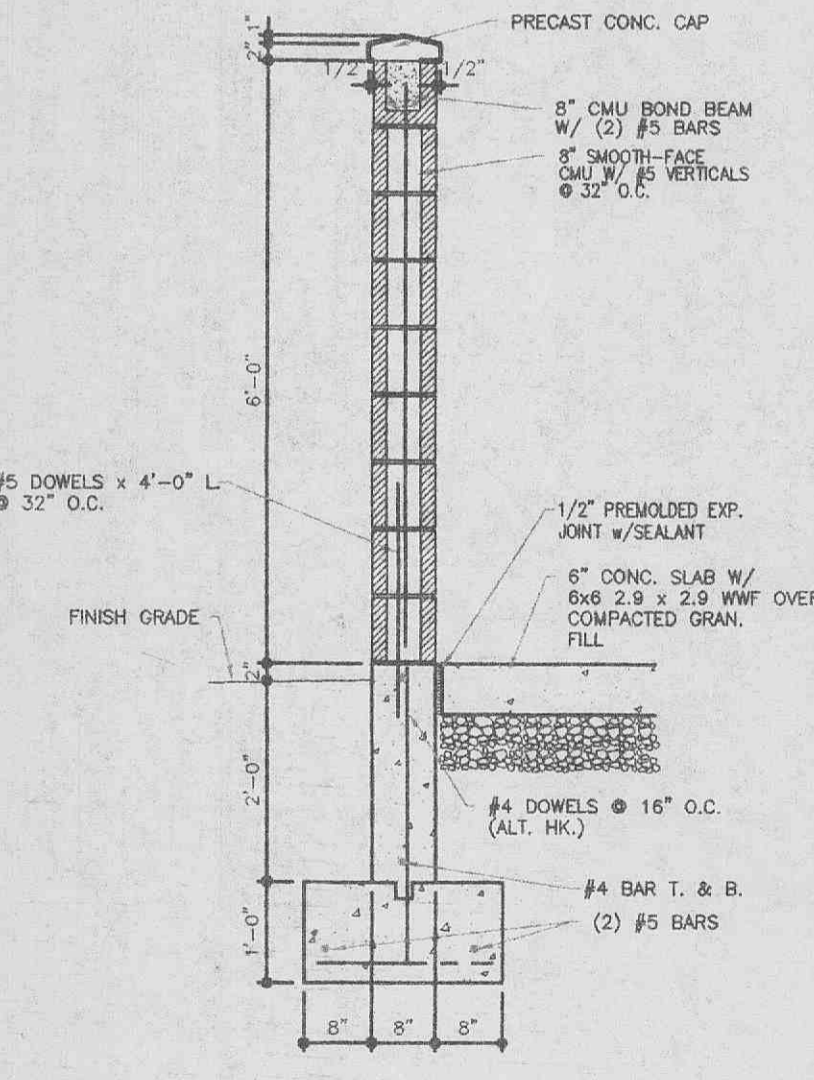 PRECAST CONC. CAP
2" 1"
1/2" 1/2"
8" CMU BOND BEAM
W/ (2) #5 BARS
8" SMOOTH-FACE
CMU W/ #5 VERTICALS
@ 32" O.C.
6'-0"
#5 DOWELS x 4'-0" L
@ 32" O.C.
1/2" PREMOLDED EXP.
JOINT w/SEALANT
6" CONC. SLAB W/
6x6 2.9 x 2.9 WWF OVER
COMPACTED GRAN.
FILL
FINISH GRADE
2"
2'-0"
#4 DOWELS @ 16" O.C.
(ALT. HK.)
#4 BAR T. & B.
(2) #5 BARS
1'-0"
8" 8" 8"